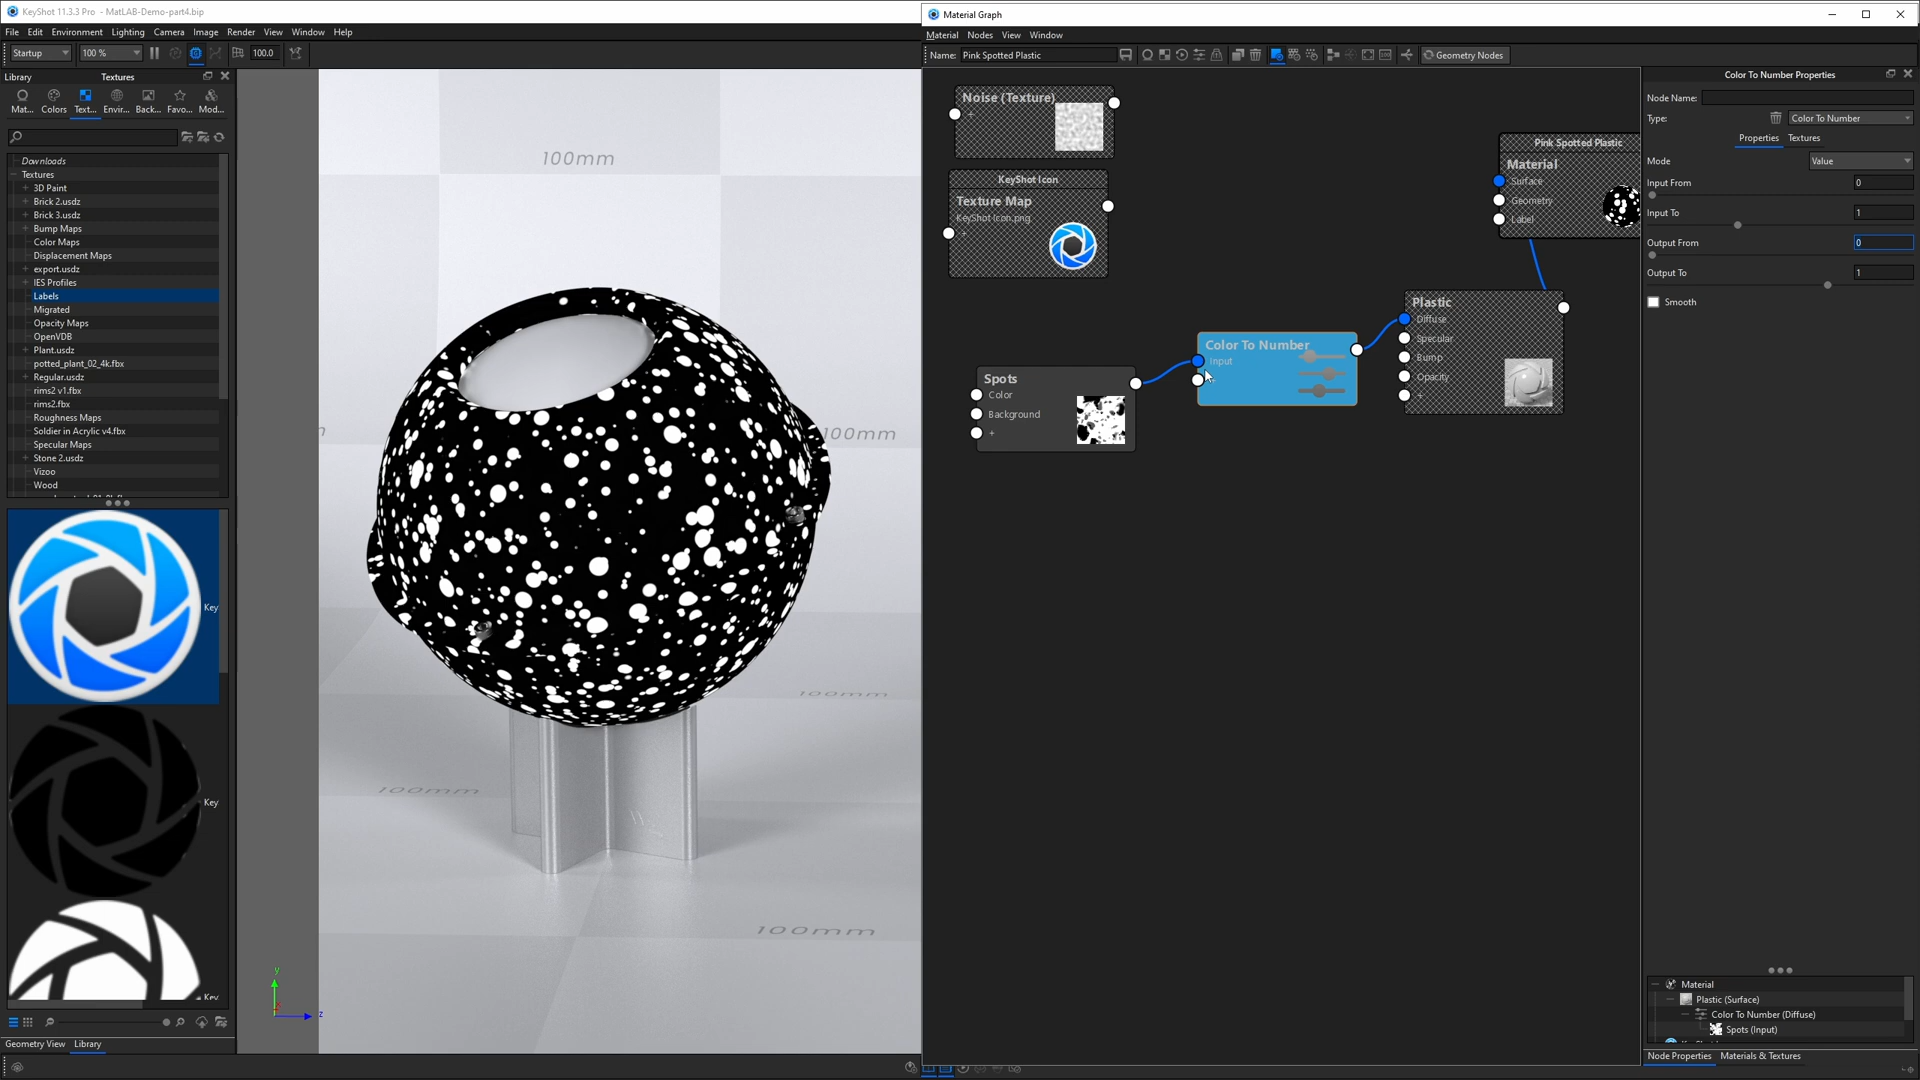 KeyShot 11.3.3 Pro - MatLAB-Demo-part4.bip
File Edit Environment Lighting Camera Image Render View Window Help
Startup 100 % 100.0
Library Textures
Mat... Colors Text... Envir... Back... Favo... Mod...
Downloads
Textures
3D Paint
Brick 2.usdz
Brick 3.usdz
Bump Maps
Color Maps
Displacement Maps
export.usdz
IES Profiles
Labels
Migrated
Opacity Maps
OpenVDB
Plant.usdz
potted_plant_02_4k.fbx
Regular.usdz
rims2 v1.fbx
rims2.fbx
Roughness Maps
Soldier in Acrylic v4.fbx
Specular Maps
Stone 2.usdz
Vizoo
Wood
Key
Key
Key
Geometry View Library
100mm
100mm
100mm
100mm
100mm
y
z
Material Graph
Material Nodes View Window
Name: Pink Spotted Plastic Geometry Nodes
Noise (Texture)
+
KeyShot Icon
Texture Map
KeyShot Icon.png
+
Spots
Color
Background
+
Color To Number
Input
Plastic
Diffuse
Specular
Bump
Opacity
+
Pink Spotted Plastic
Material
Surface
Geometry
Label
Color To Number Properties
Node Name:
Type: Color To Number
Properties Textures
Mode Value
Input From 0
Input To 1
Output From 0
Output To 1
Smooth
Material
Plastic (Surface)
Color To Number (Diffuse)
Spots (Input)
Node Properties Materials & Textures